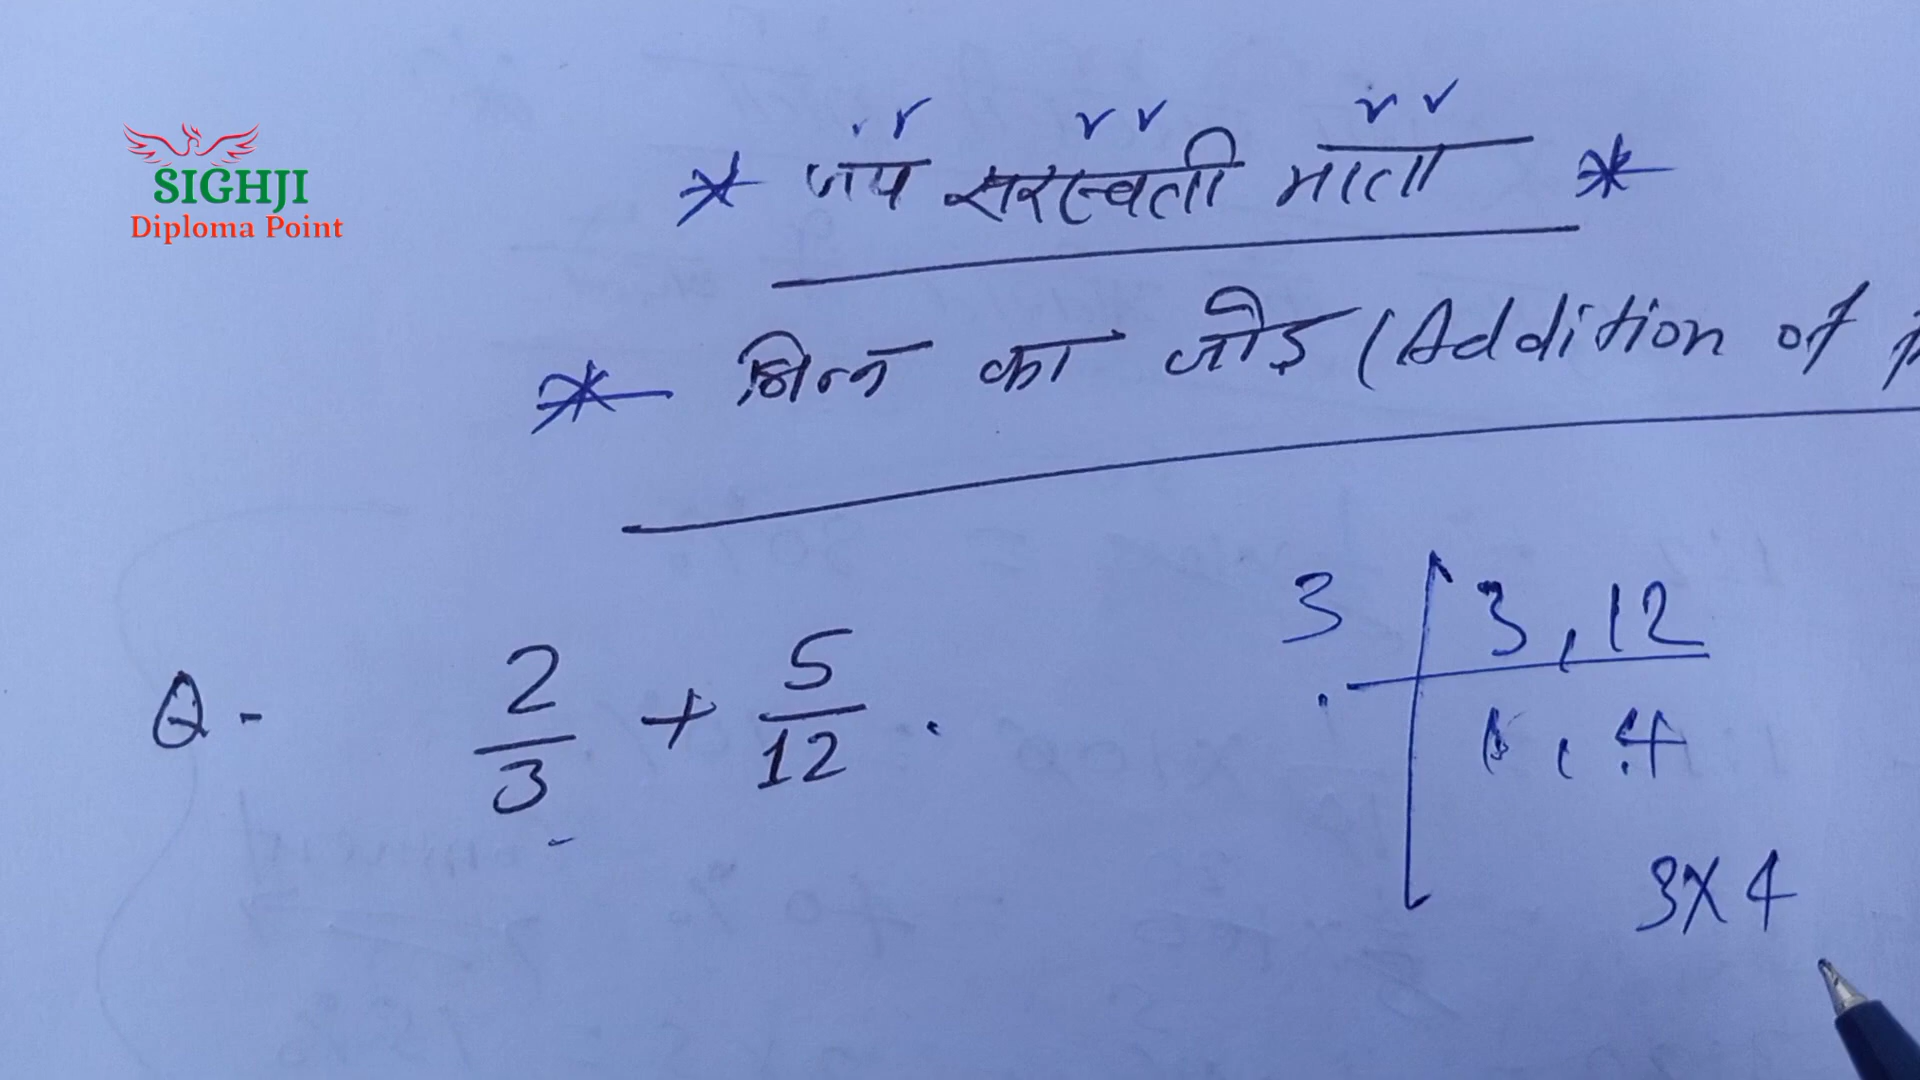 SIGHJI
Diploma Point
* जय सरस्वती माता *
* भिन्न का जोड़ (Addition of
Q - 2/3 + 5/12 .
3 | 3, 12
1, 4
3 x 4